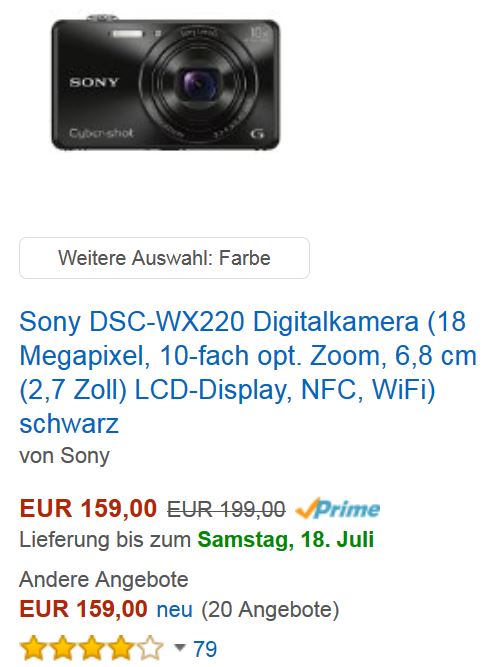 10x
SONY
Cyber-shot
G
Weitere Auswahl: Farbe
Sony DSC-WX220 Digitalkamera (18
Megapixel, 10-fach opt. Zoom, 6,8 cm
(2,7 Zoll) LCD-Display, NFC, WiFi)
schwarz
von Sony
EUR 159,00 EUR 199,00 Prime
Lieferung bis zum Samstag, 18. Juli
Andere Angebote
EUR 159,00 neu (20 Angebote)
79